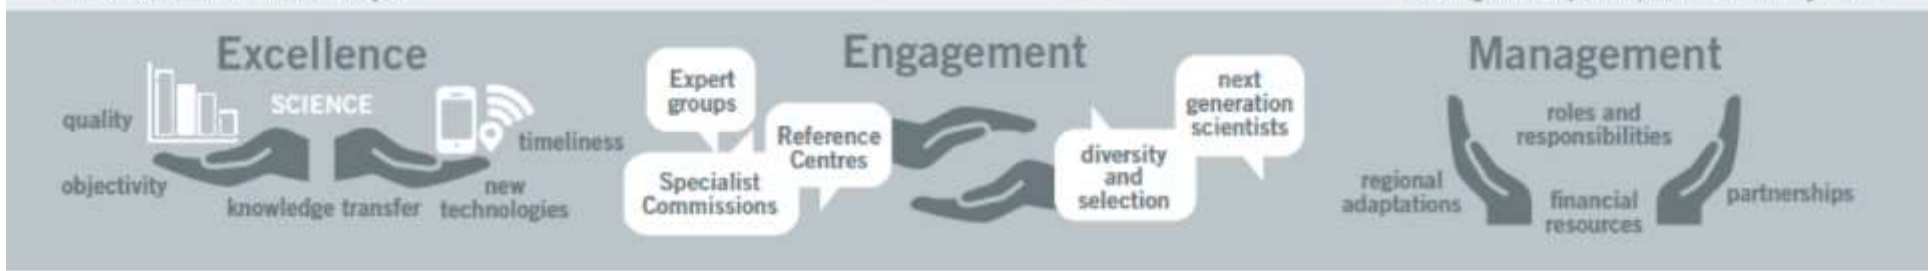 Excellence
SCIENCE
quality
timeliness
objectivity
knowledge transfer
new
technologies
Engagement
Expert
groups
Reference
Centres
Specialist
Commissions
diversity
and
selection
next
generation
scientists
Management
roles and
responsibilities
regional
adaptations
financial
resources
partnerships